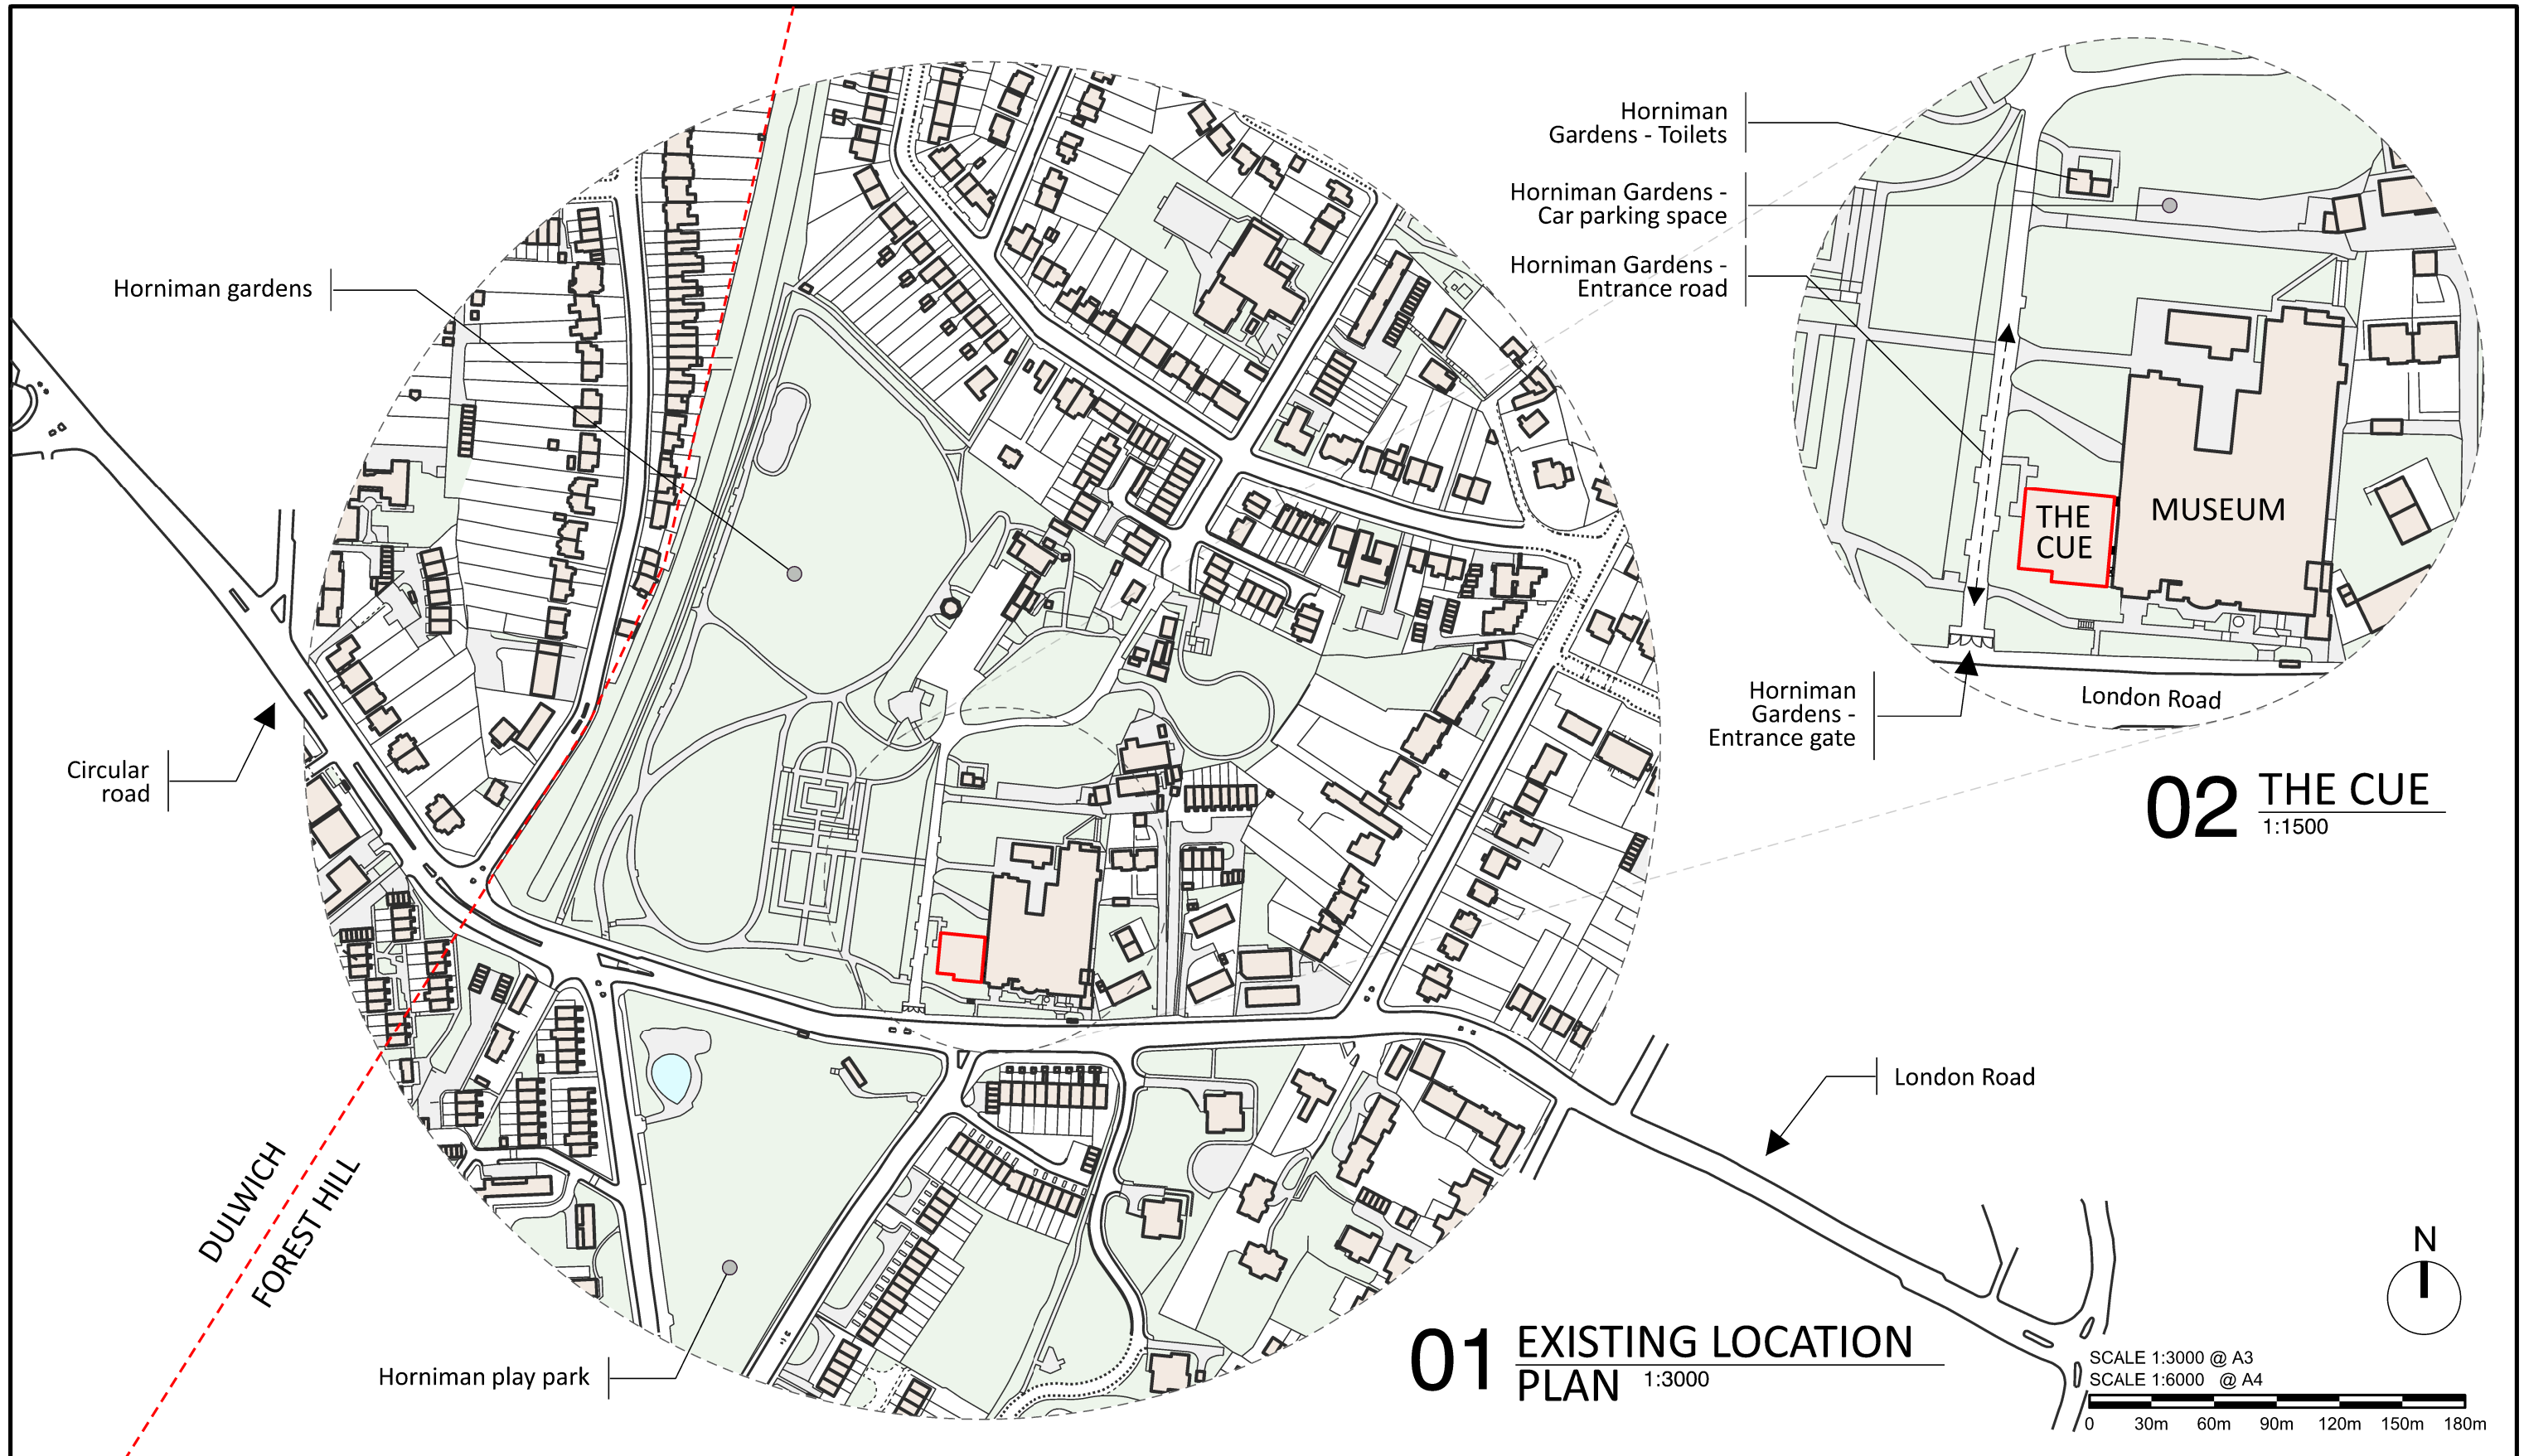 Horniman gardens
Circular
road
DULWICH
FOREST HILL
Horniman play park
Horniman
Gardens - Toilets
Horniman Gardens -
Car parking space
Horniman Gardens -
Entrance road
THE
CUE
MUSEUM
Horniman
Gardens -
Entrance gate
London Road
02 THE CUE
1:1500
London Road
01 EXISTING LOCATION
PLAN 1:3000
N
SCALE 1:3000 @ A3
SCALE 1:6000 @ A4
0 30m 60m 90m 120m 150m 180m